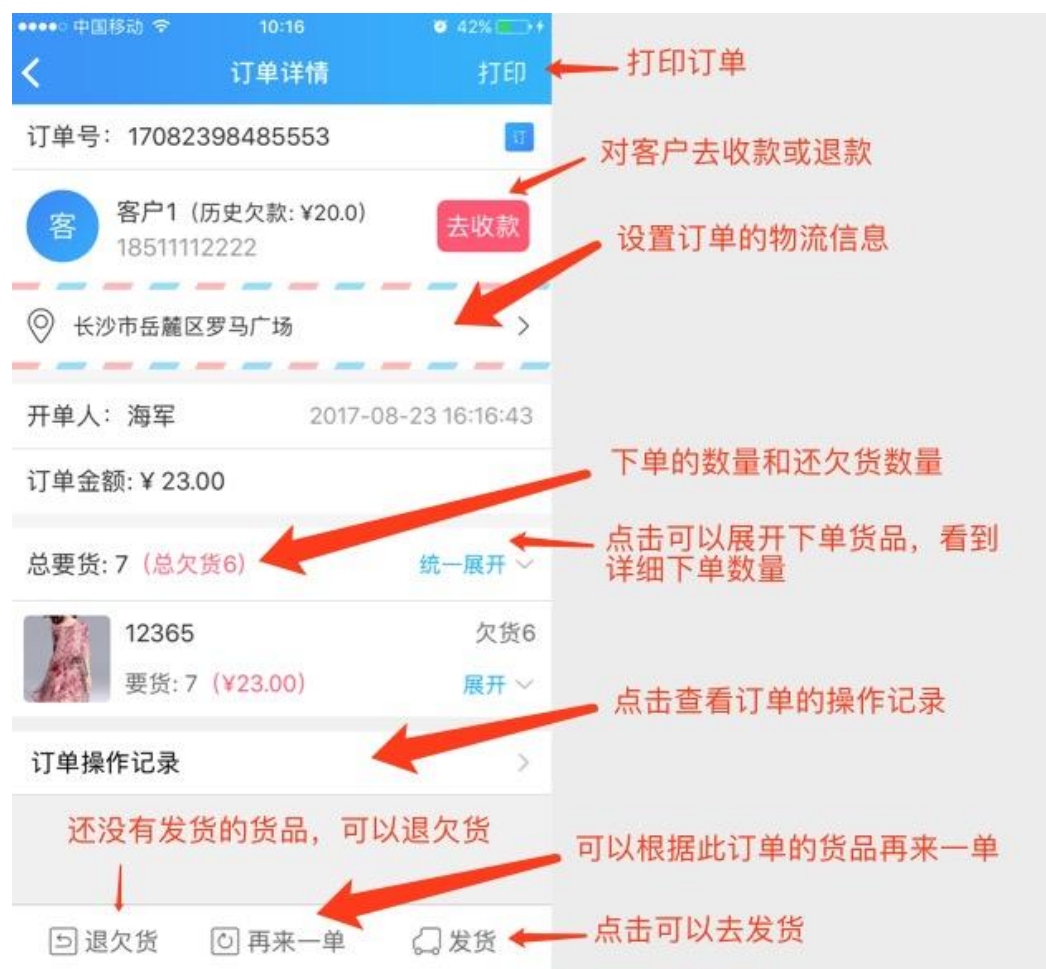 中国移动 10:16 42%
订单详情 打印
打印订单
订单号：17082398485553 订
对客户去收款或退款
客 客户1（历史欠款:¥20.0） 去收款
18511112222
设置订单的物流信息
长沙市岳麓区罗马广场
开单人：海军 2017-08-23 16:16:43
下单的数量和还欠货数量
订单金额:¥ 23.00
点击可以展开下单货品，看到
详细下单数量
总要货: 7（总欠货6） 统一展开
12365 欠货6
要货: 7（¥23.00） 展开
点击查看订单的操作记录
订单操作记录
还没有发货的货品，可以退欠货
可以根据此订单的货品再来一单
退欠货 再来一单 发货
点击可以去发货